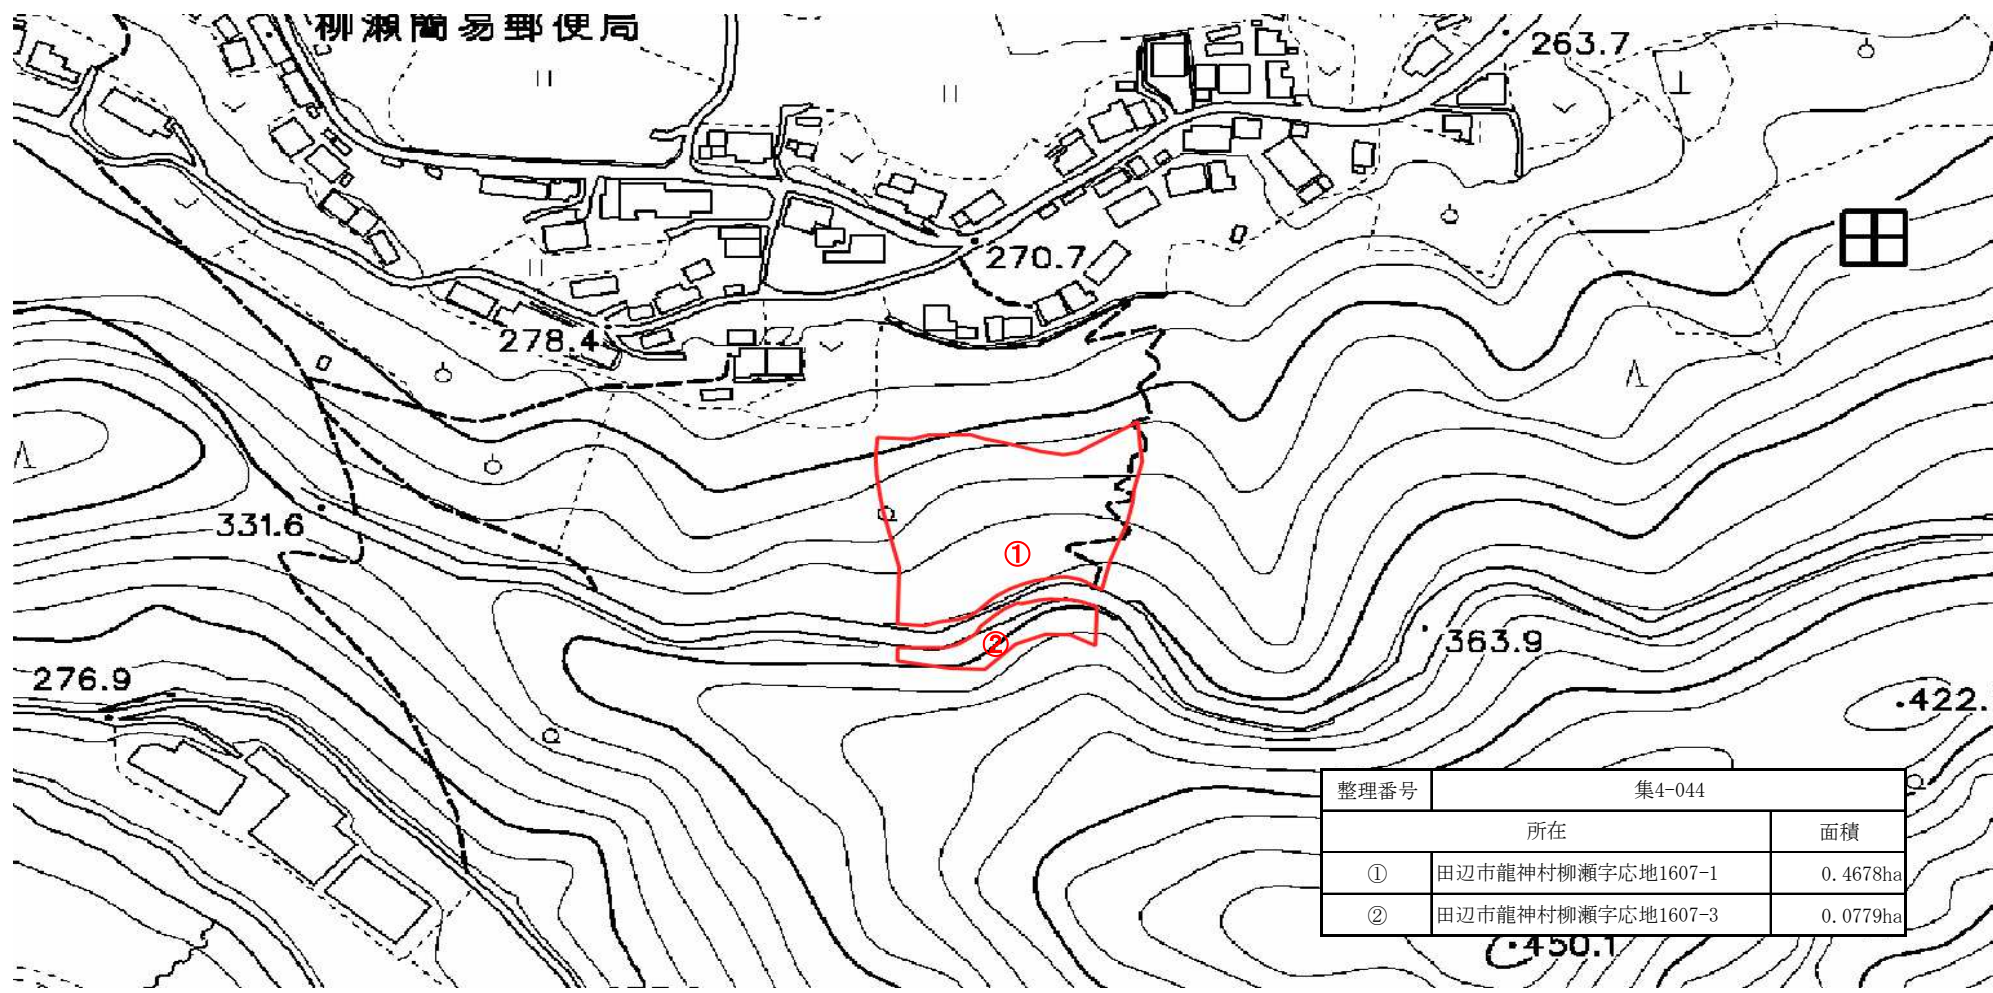 柳瀬簡易郵便局
263.7
270.7
278.4
331.6
363.9
276.9
422.
450.1
①
②
整理番号 集4-044
所在 面積
① 田辺市龍神村柳瀬字応地1607-1 0.4678ha
② 田辺市龍神村柳瀬字応地1607-3 0.0779ha